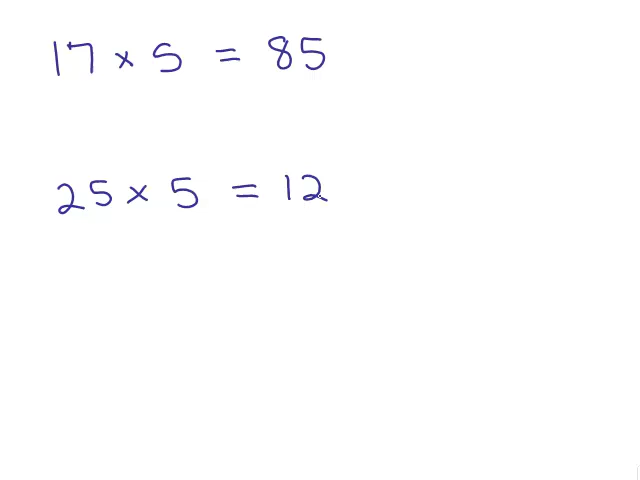 17 × 5 = 85
25 × 5 = 12